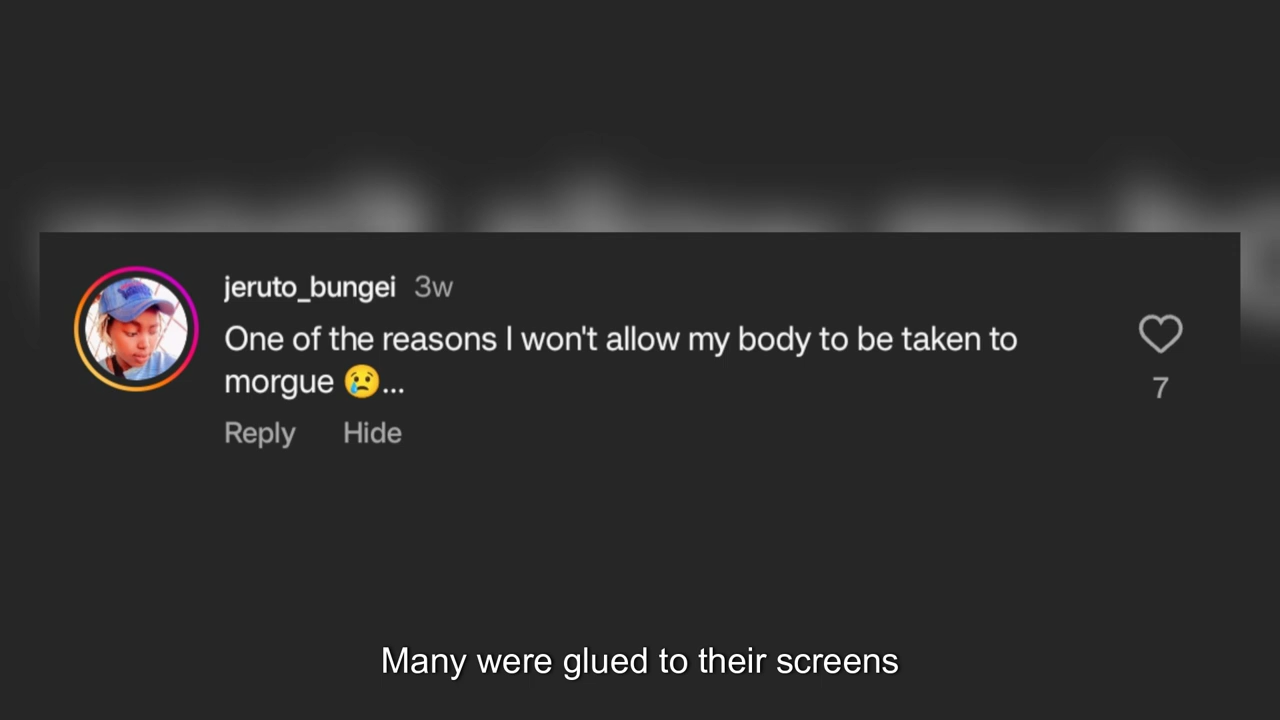 jeruto_bungei 3w
One of the reasons I won't allow my body to be taken to
morgue 😢...
7
Reply Hide
Many were glued to their screens